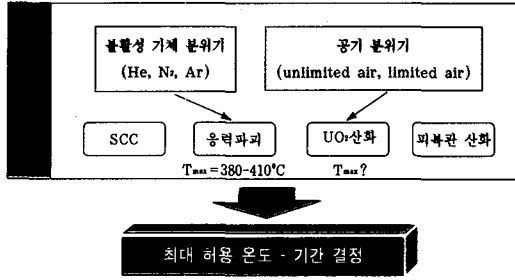 불활성 기체 분위기
(He, N₂, Ar)
공기 분위기
(unlimited air, limited air)
SCC
응력파괴
UO₂산화
피복관 산화
Tmax=380-410°C
Tmax?
최대 허용 온도 - 기간 결정